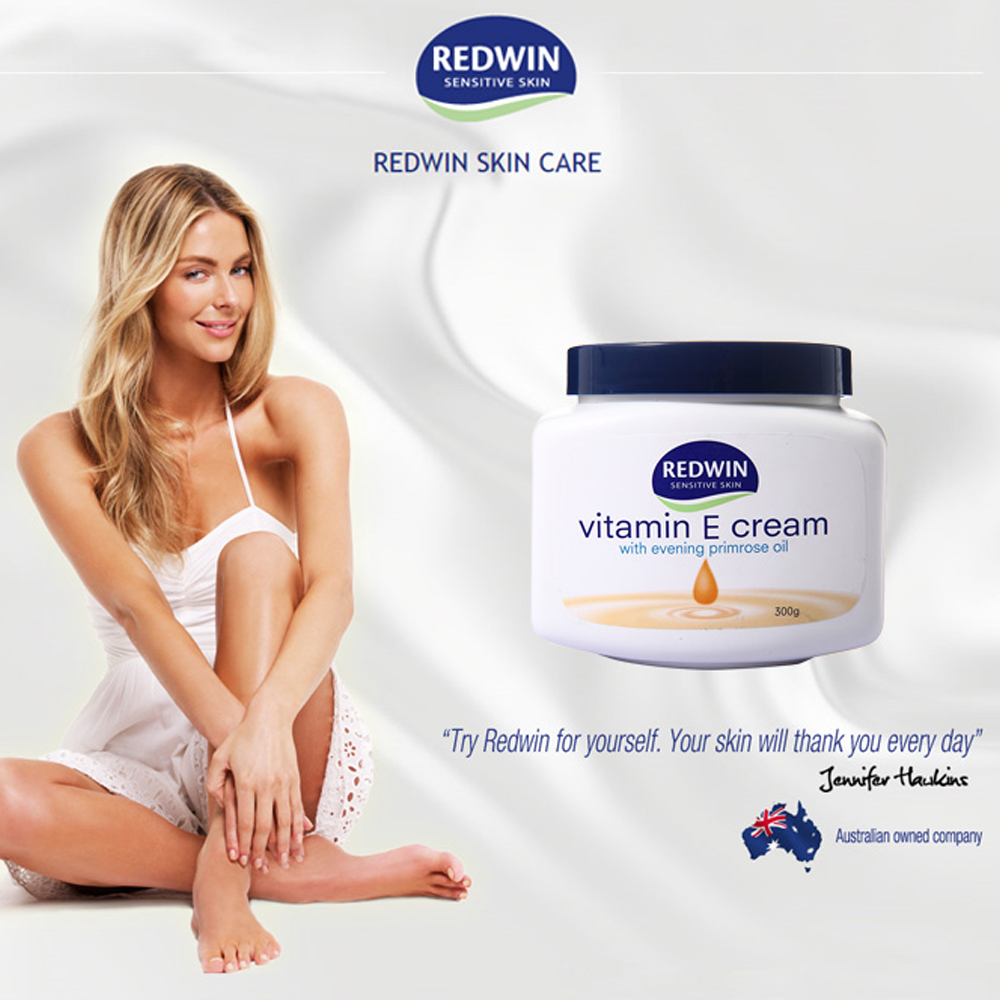 REDWIN
SENSITIVE SKIN
REDWIN SKIN CARE
REDWIN
SENSITIVE SKIN
vitamin E cream
with evening primrose oil
300g
“Try Redwin for yourself. Your skin will thank you every day”
Jennifer Hawkins
Australian owned company